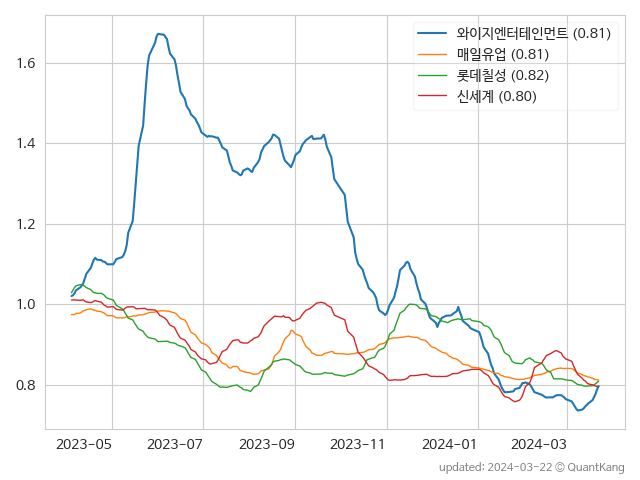 와이지엔터테인먼트 (0.81)
매일유업 (0.81)
롯데칠성 (0.82)
신세계 (0.80)
1.6
1.4
1.2
1.0
0.8
2023-05 2023-07 2023-09 2023-11 2024-01 2024-03
updated: 2024-03-22 © QuantKang